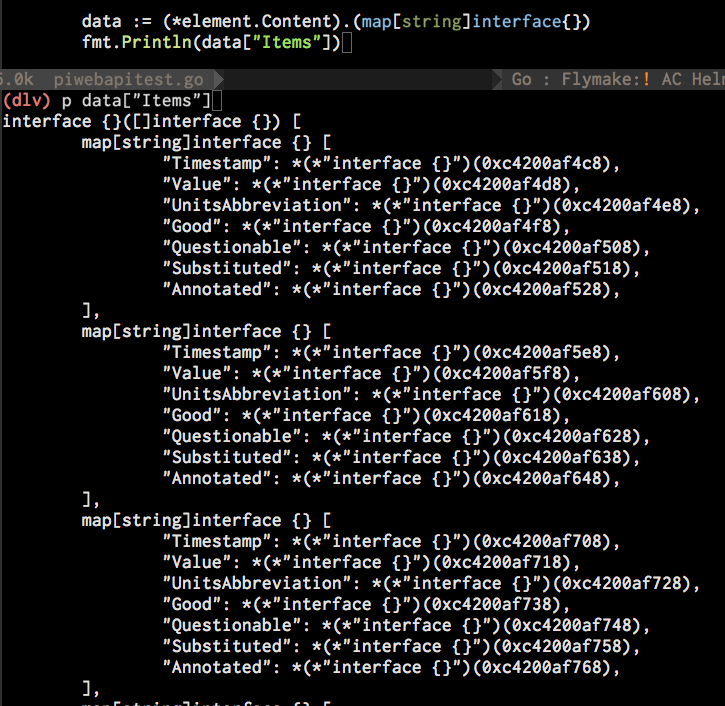 data := (*element.Content).(map[string]interface{})
fmt.Println(data["Items"])
5.0k piwebapitest.go Go : Flymake:! AC Hel
(dlv) p data["Items"]
interface {}([]interface {}) [
map[string]interface {} [
"Timestamp": *(*"interface {}")(0xc4200af4c8),
"Value": *(*"interface {}")(0xc4200af4d8),
"UnitsAbbreviation": *(*"interface {}")(0xc4200af4e8),
"Good": *(*"interface {}")(0xc4200af4f8),
"Questionable": *(*"interface {}")(0xc4200af508),
"Substituted": *(*"interface {}")(0xc4200af518),
"Annotated": *(*"interface {}")(0xc4200af528),
],
map[string]interface {} [
"Timestamp": *(*"interface {}")(0xc4200af5e8),
"Value": *(*"interface {}")(0xc4200af5f8),
"UnitsAbbreviation": *(*"interface {}")(0xc4200af608),
"Good": *(*"interface {}")(0xc4200af618),
"Questionable": *(*"interface {}")(0xc4200af628),
"Substituted": *(*"interface {}")(0xc4200af638),
"Annotated": *(*"interface {}")(0xc4200af648),
],
map[string]interface {} [
"Timestamp": *(*"interface {}")(0xc4200af708),
"Value": *(*"interface {}")(0xc4200af718),
"UnitsAbbreviation": *(*"interface {}")(0xc4200af728),
"Good": *(*"interface {}")(0xc4200af738),
"Questionable": *(*"interface {}")(0xc4200af748),
"Substituted": *(*"interface {}")(0xc4200af758),
"Annotated": *(*"interface {}")(0xc4200af768),
],
map[string]interface {} [